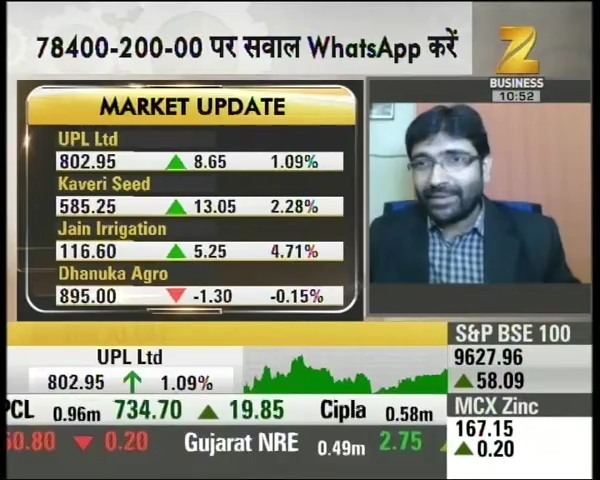 78400-200-00 पर सवाल WhatsApp करें
Z
BUSINESS
10:52
MARKET UPDATE
UPL Ltd
802.95 8.65 1.09%
Kaveri Seed
585.25 13.05 2.28%
Jain Irrigation
116.60 5.25 4.71%
Dhanuka Agro
895.00 -1.30 -0.15%
UPL Ltd
802.95 1.09%
S&P BSE 100
9627.96
58.09
PCL 0.96m 734.70 19.85 Cipla 0.58m
MCX Zinc
167.15
0.20
0.80 0.20 Gujarat NRE 0.49m 2.75